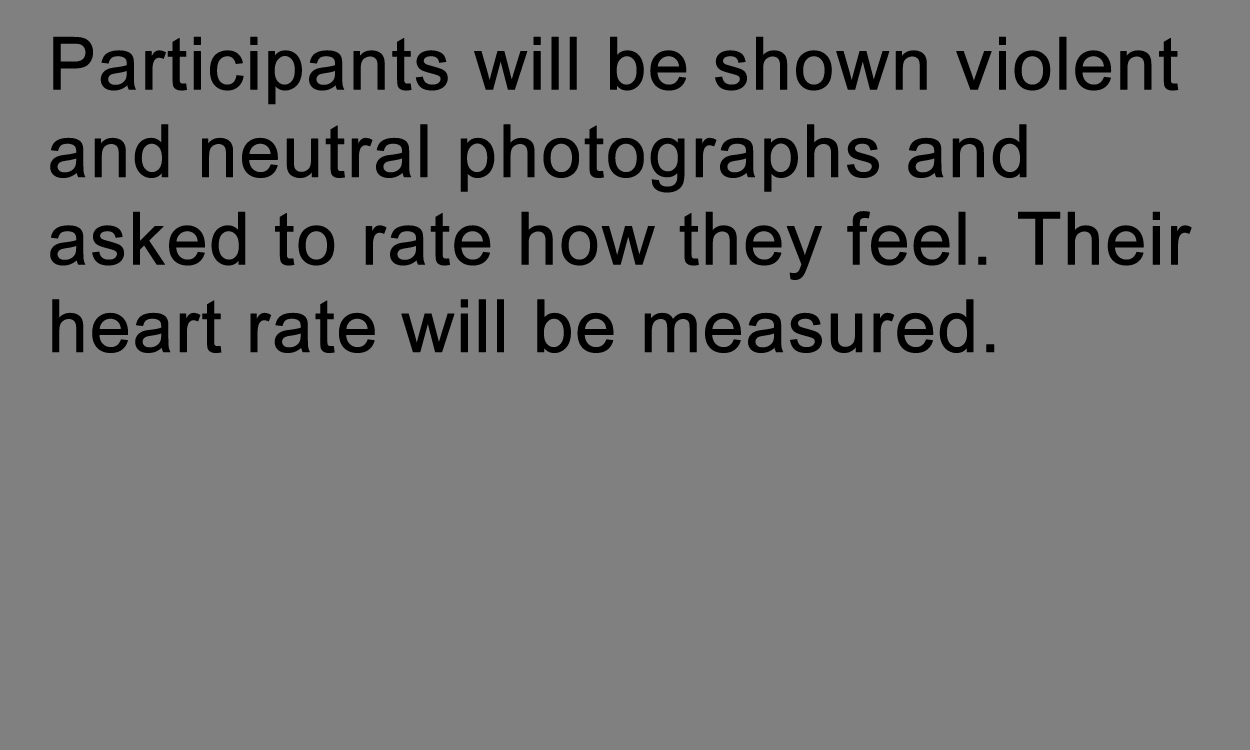 Participants will be shown violent
and neutral photographs and
asked to rate how they feel. Their
heart rate will be measured.